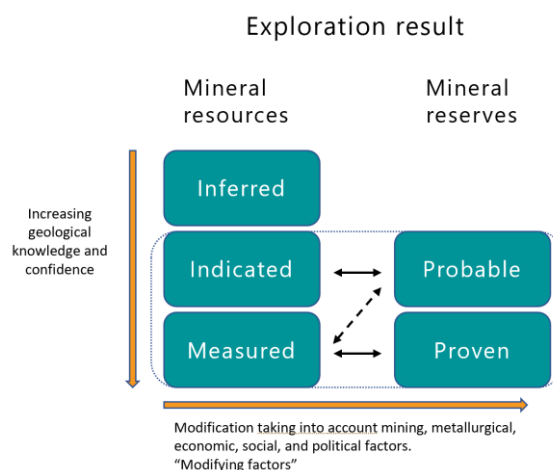 Exploration result
Mineral
resources
Mineral
reserves
Inferred
Increasing
geological
knowledge and
confidence
Indicated
Probable
Measured
Proven
Modification taking into account mining, metallurgical,
economic, social, and political factors.
“Modifying factors”